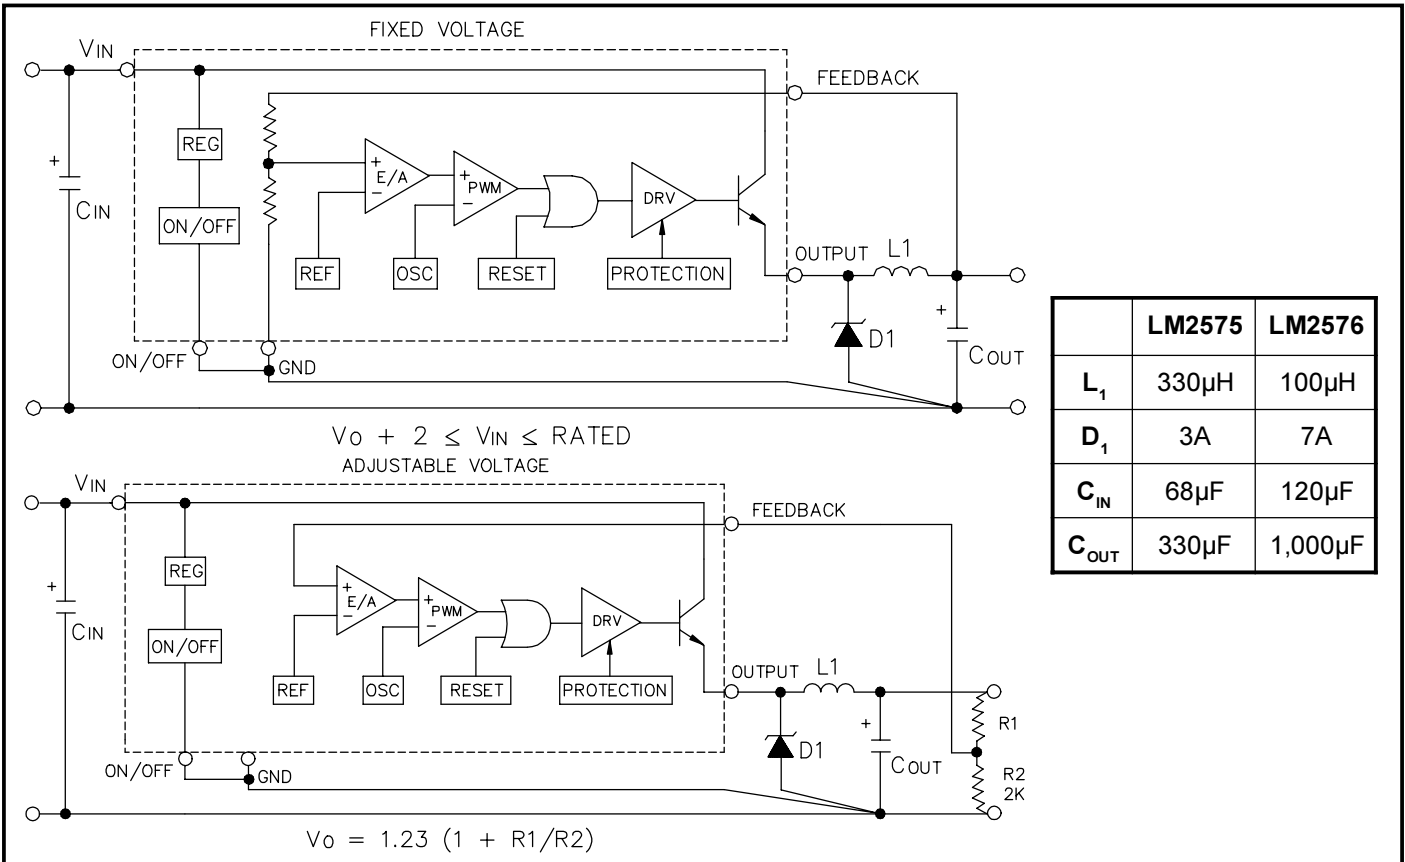 FIXED VOLTAGE
VIN
FEEDBACK
REG
+
E/A
−
+
PWM
−
DRV
+
CIN
ON/OFF
REF
OSC
RESET
PROTECTION
OUTPUT
L1
+
D1
COUT
ON/OFF
GND
VO + 2 ≤ VIN ≤ RATED
ADJUSTABLE VOLTAGE
VIN
FEEDBACK
REG
+
E/A
−
+
PWM
−
DRV
+
CIN
ON/OFF
REF
OSC
RESET
PROTECTION
OUTPUT
L1
R1
+
D1
COUT
R2
2K
ON/OFF
GND
VO = 1.23 (1 + R1/R2)
LM2575 LM2576
L1 330µH 100µH
D1 3A 7A
CIN 68µF 120µF
COUT 330µF 1,000µF